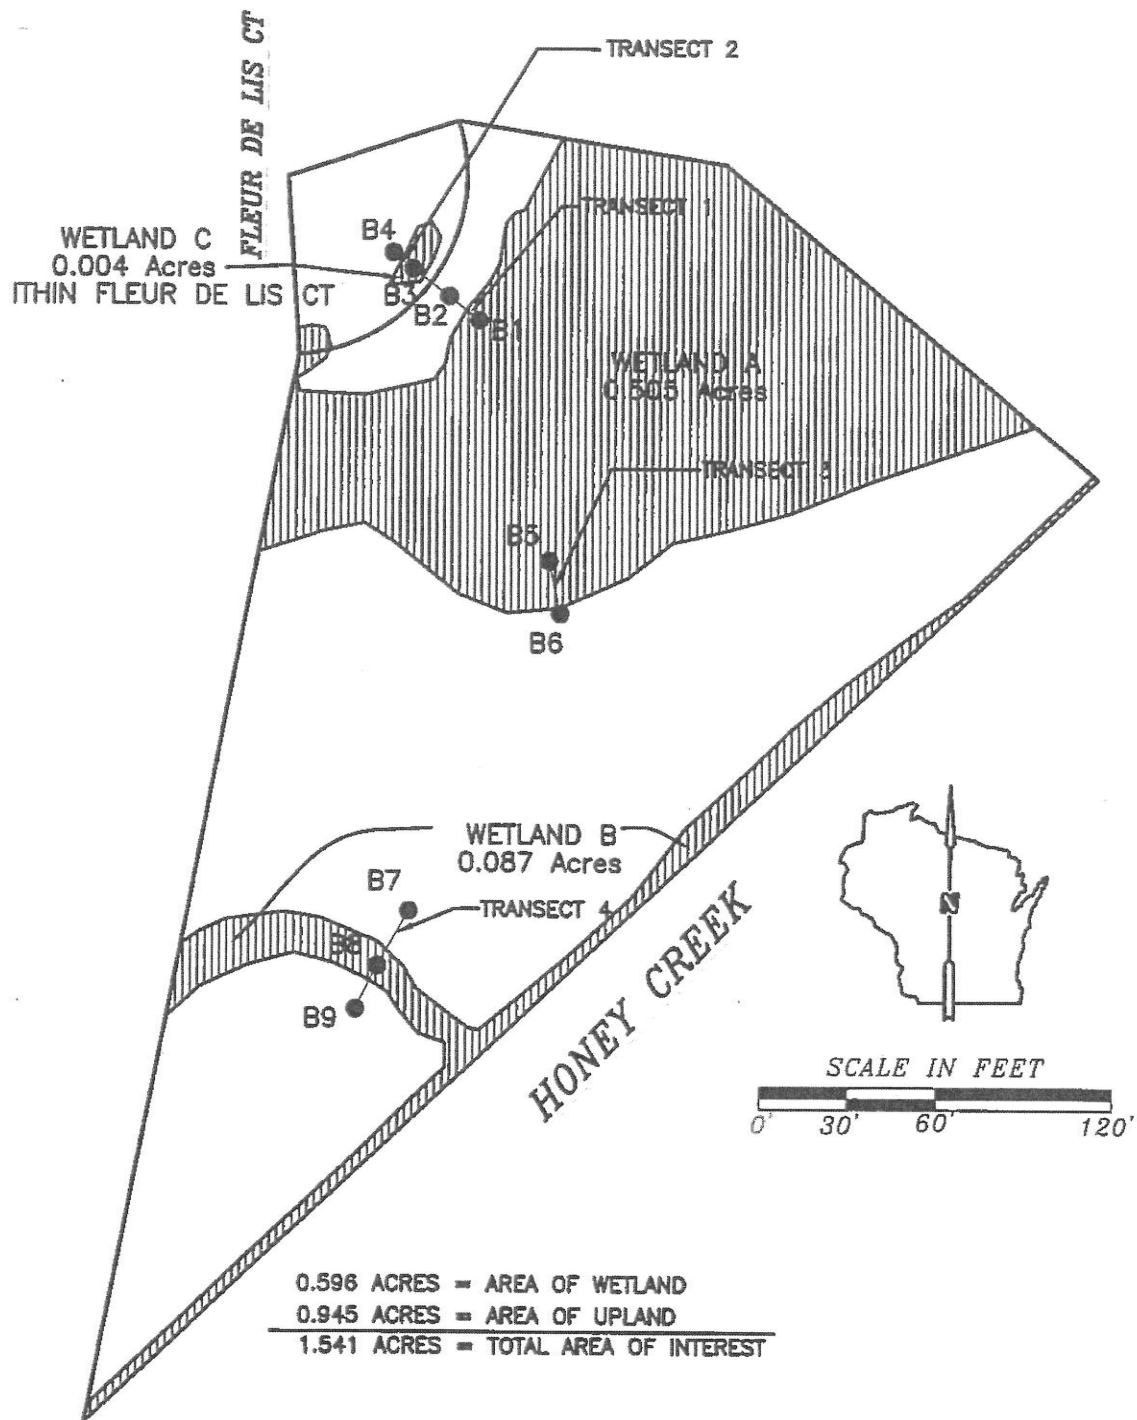 FLEUR DE LIS CT
TRANSECT 2
TRANSECT 1
WETLAND C
0.004 Acres
ITHIN FLEUR DE LIS CT
B4
B3
B2
B1
WETLAND A
0.505 Acres
TRANSECT 3
B5
B6
WETLAND B
0.087 Acres
B7
TRANSECT 4
B8
B9
HONEY CREEK
N
SCALE IN FEET
0' 30' 60' 120'
0.596 ACRES = AREA OF WETLAND
0.945 ACRES = AREA OF UPLAND
1.541 ACRES = TOTAL AREA OF INTEREST